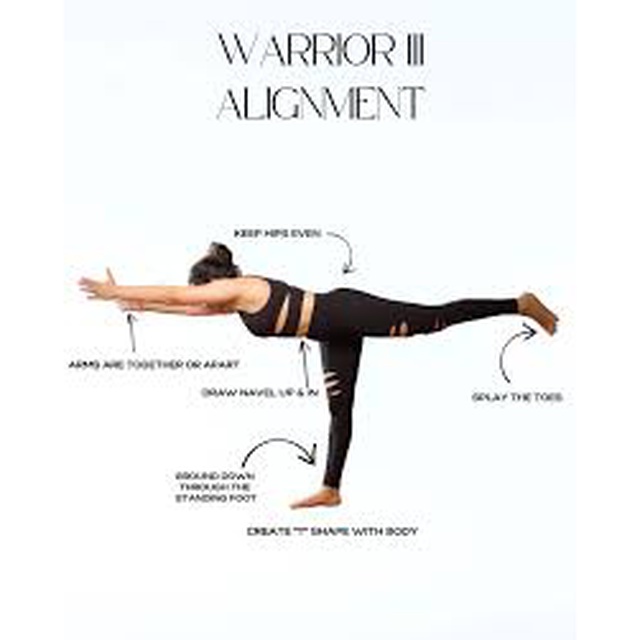 WARRIOR III
ALIGNMENT
KEEP HIPS EVEN
ARMS ARE TOGETHER OR APART
DRAW NAVEL UP & IN
SPLAY THE TOES
GROUND DOWN
THROUGH THE
STANDING FOOT
CREATE "T" SHAPE WITH BODY